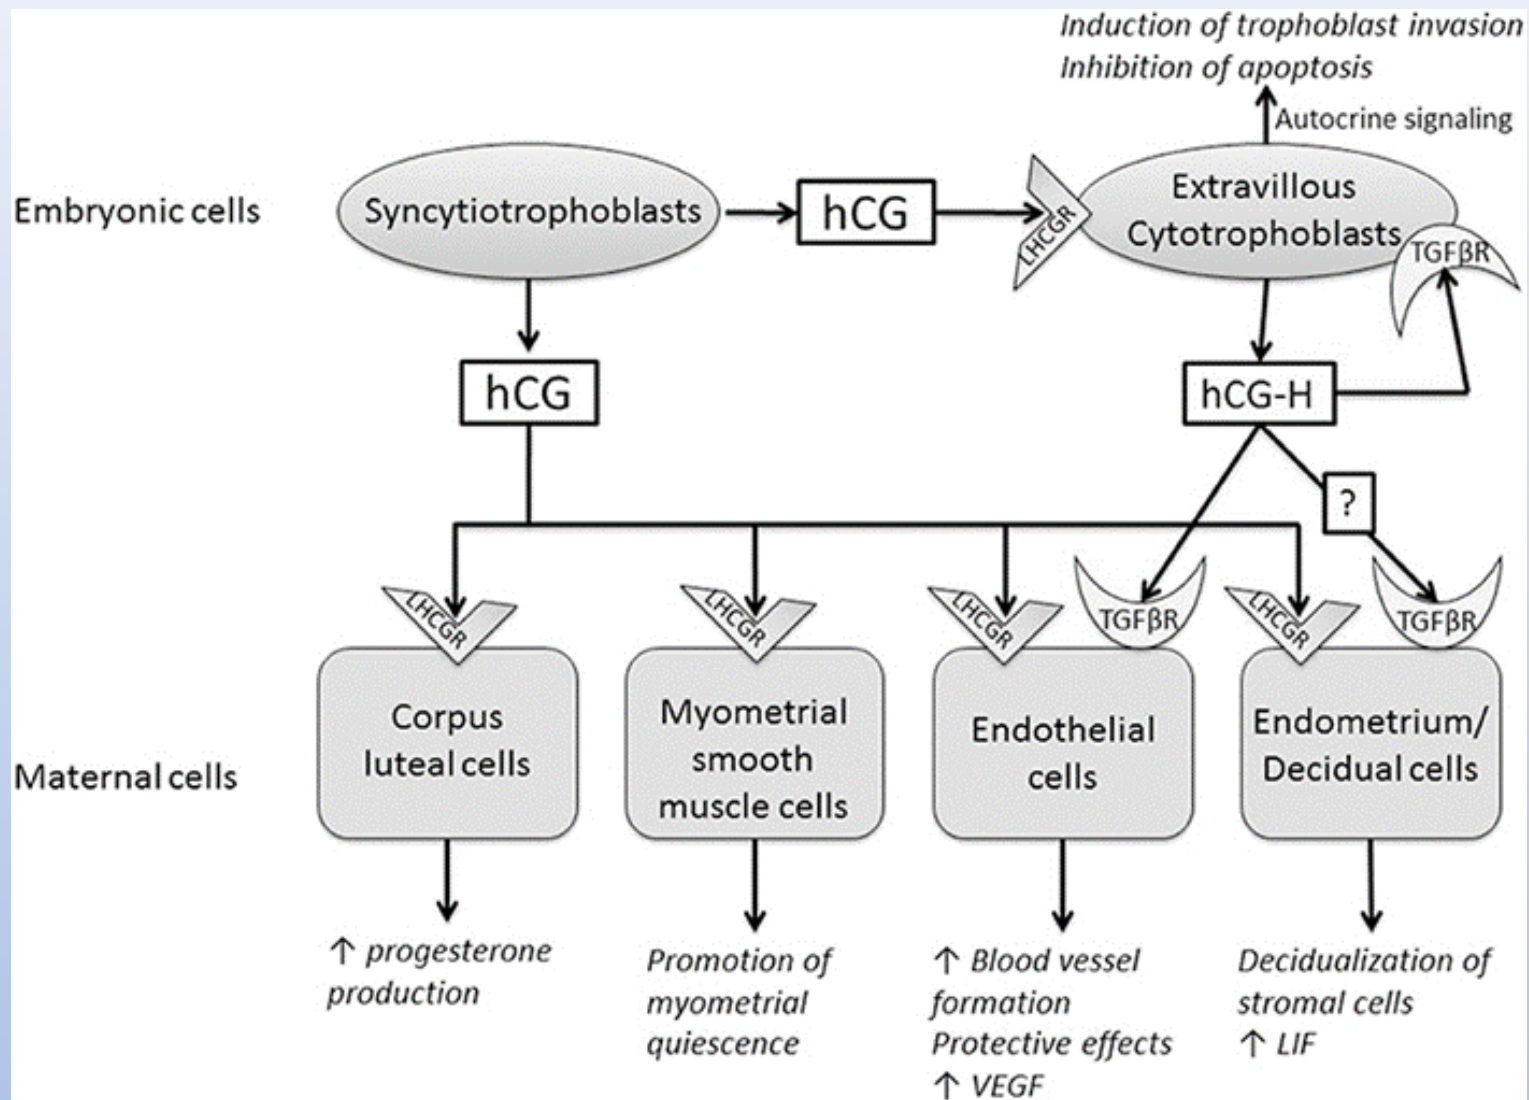 Induction of trophoblast invasion
Inhibition of apoptosis
Autocrine signaling
Embryonic cells
Syncytiotrophoblasts
hCG
LHCGR
Extravillous
Cytotrophoblasts
TGFβR
hCG
hCG-H
?
LHCGR
LHCGR
LHCGR
TGFβR
LHCGR
TGFβR
Maternal cells
Corpus
luteal cells
Myometrial
smooth
muscle cells
Endothelial
cells
Endometrium/
Decidual cells
↑ progesterone
production
Promotion of
myometrial
quiescence
↑ Blood vessel
formation
Protective effects
↑ VEGF
Decidualization of
stromal cells
↑ LIF